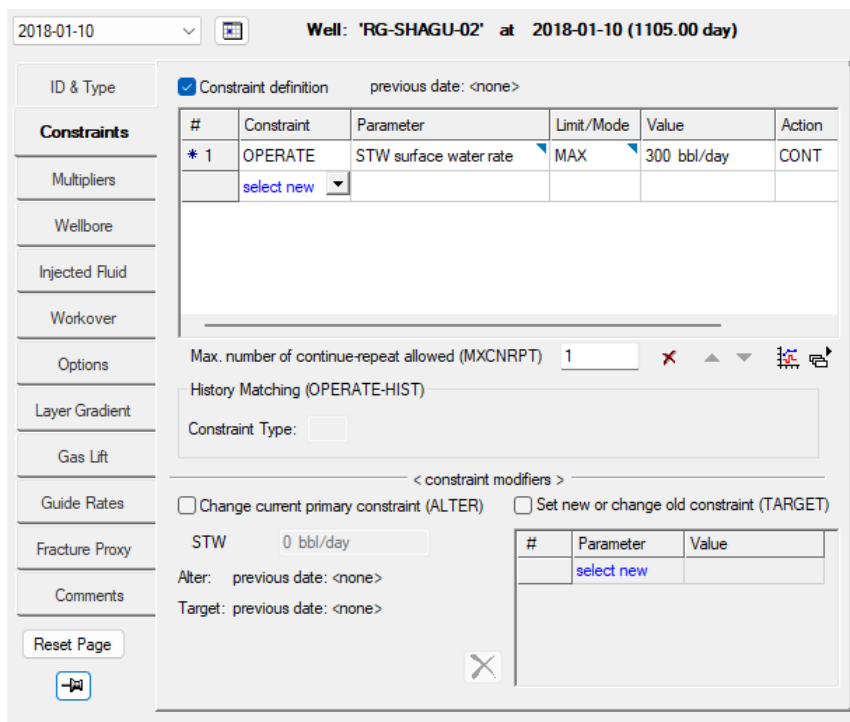 2018-01-10
Well: 'RG-SHAGU-02' at 2018-01-10 (1105.00 day)
ID & Type
Constraints
Multipliers
Wellbore
Injected Fluid
Workover
Options
Layer Gradient
Gas Lift
Guide Rates
Fracture Proxy
Comments
Reset Page
Constraint definition previous date: <none>
# Constraint Parameter Limit/Mode Value Action
* 1 OPERATE STW surface water rate MAX 300 bbl/day CONT
select new
Max. number of continue-repeat allowed (MXCNRPT) 1
History Matching (OPERATE-HIST)
Constraint Type:
< constraint modifiers >
Change current primary constraint (ALTER)
STW 0 bbl/day
Alter: previous date: <none>
Target: previous date: <none>
Set new or change old constraint (TARGET)
# Parameter Value
select new